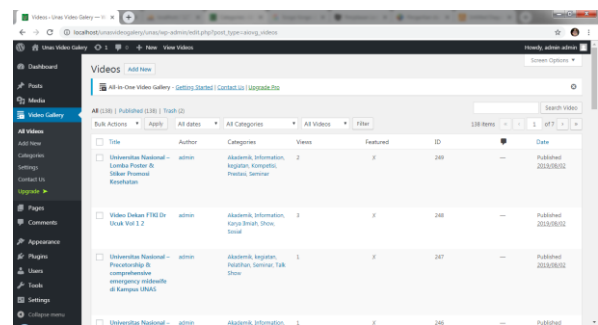 Videos - Unas Video Galery —
localhost/unasvideogallery/unas/wp-admin/edit.php?post_type=aiovg_videos
Unas Video Galery 1 0 + New View Videos Howdy, admin admin
Screen Options ▼
Dashboard
Posts
Media
Video Gallery
All Videos
Add New
Categories
Settings
Contact Us
Upgrade ➤
Pages
Comments
Appearance
Plugins
Users
Tools
Settings
Collapse menu
Videos Add New
All-in-One Video Gallery - Getting Started | Contact Us | Upgrade Pro
All (138) | Published (138) | Trash (2)
Search Video
Bulk Actions Apply All dates All Categories All Videos Filter 138 items « ‹ 1 of 7 › »
Title Author Categories Views Featured ID Date
Universitas Nasional – admin Akademik, Information, 2 X 249 — Published
Lomba Poster & kegiatan, Kompetisi, 2019/08/02
Stiker Promosi Prestasi, Seminar
Kesehatan
Video Dekan FTKI Dr admin Akademik, Information, 3 X 248 — Published
Ucuk Vol 1.2 Karya Ilmiah, Show, 2019/08/02
Sosial
Universitas Nasional – admin Akademik, kegiatan, 1 X 247 — Published
Precetorship & Pelatihan, Seminar, Talk 2019/08/02
comprehensive Show
emergency midewife
di Kampus UNAS
Universitas Nasional – admin Akademik, Information, 1 X 246 — Published